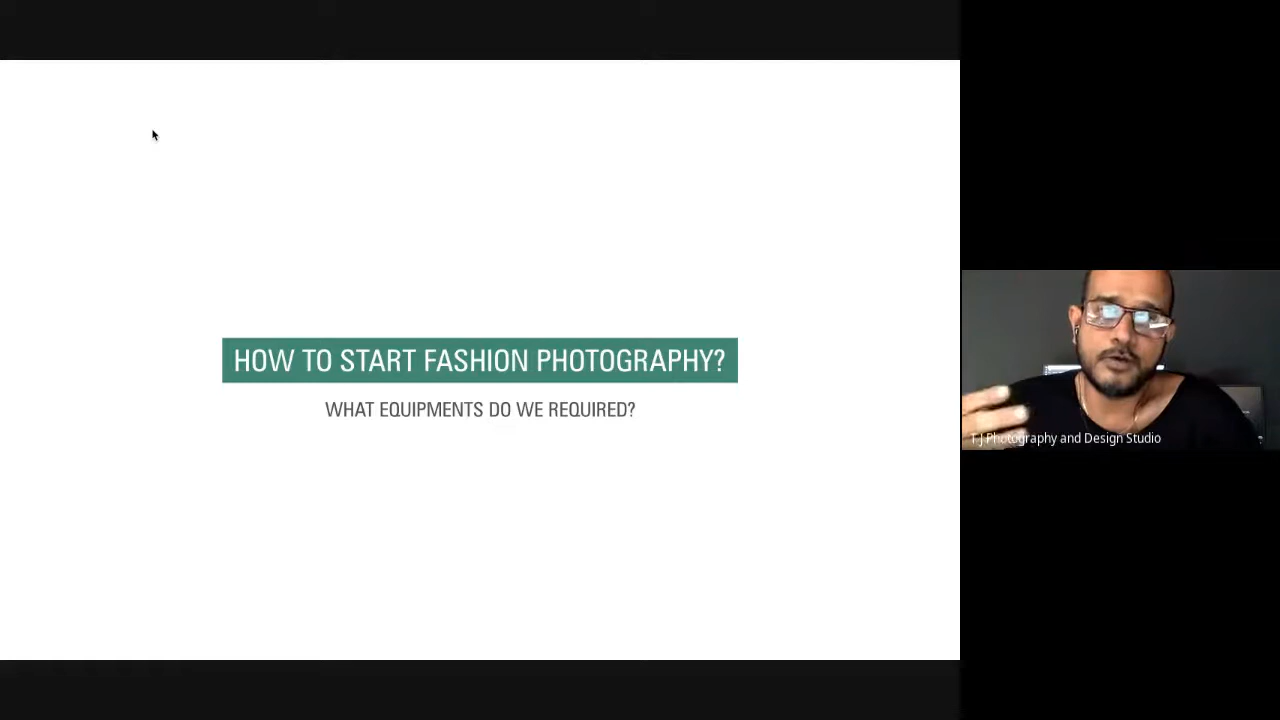 HOW TO START FASHION PHOTOGRAPHY?
WHAT EQUIPMENTS DO WE REQUIRED?
T J Photography and Design Studio